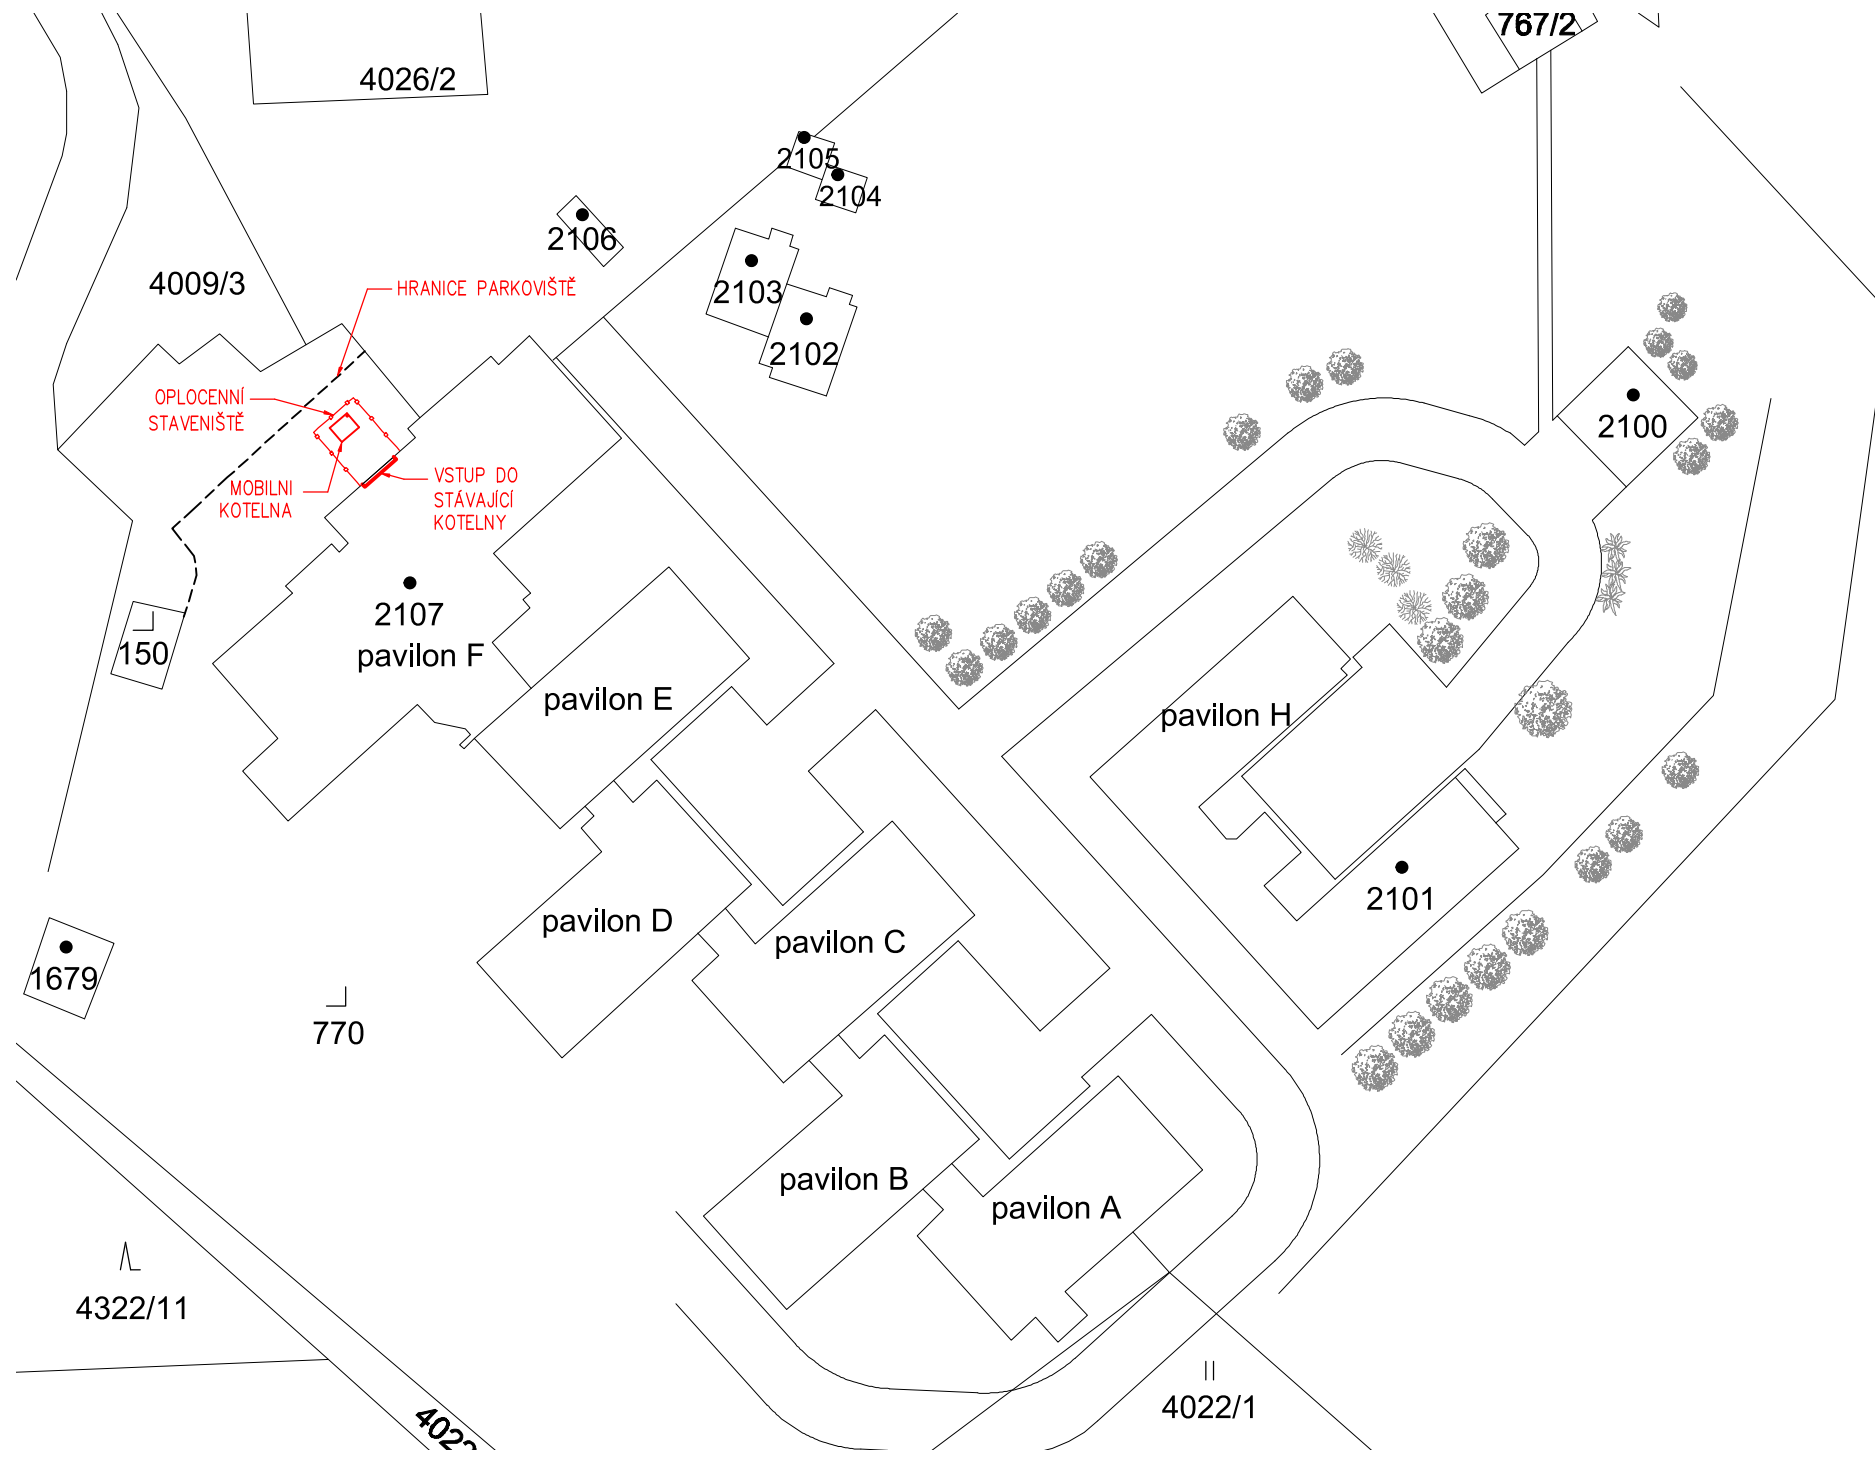 767/2
4026/2
2105
2104
2106
4009/3
HRANICE PARKOVIŠTĚ
2103
2102
OPLOCENNÍ
STAVENIŠTĚ
2100
MOBILNI
KOTELNA
VSTUP DO
STÁVAJÍCÍ
KOTELNY
2107
pavilon F
150
pavilon E
pavilon H
2101
pavilon D
pavilon C
1679
770
pavilon B
pavilon A
4322/11
4022/1